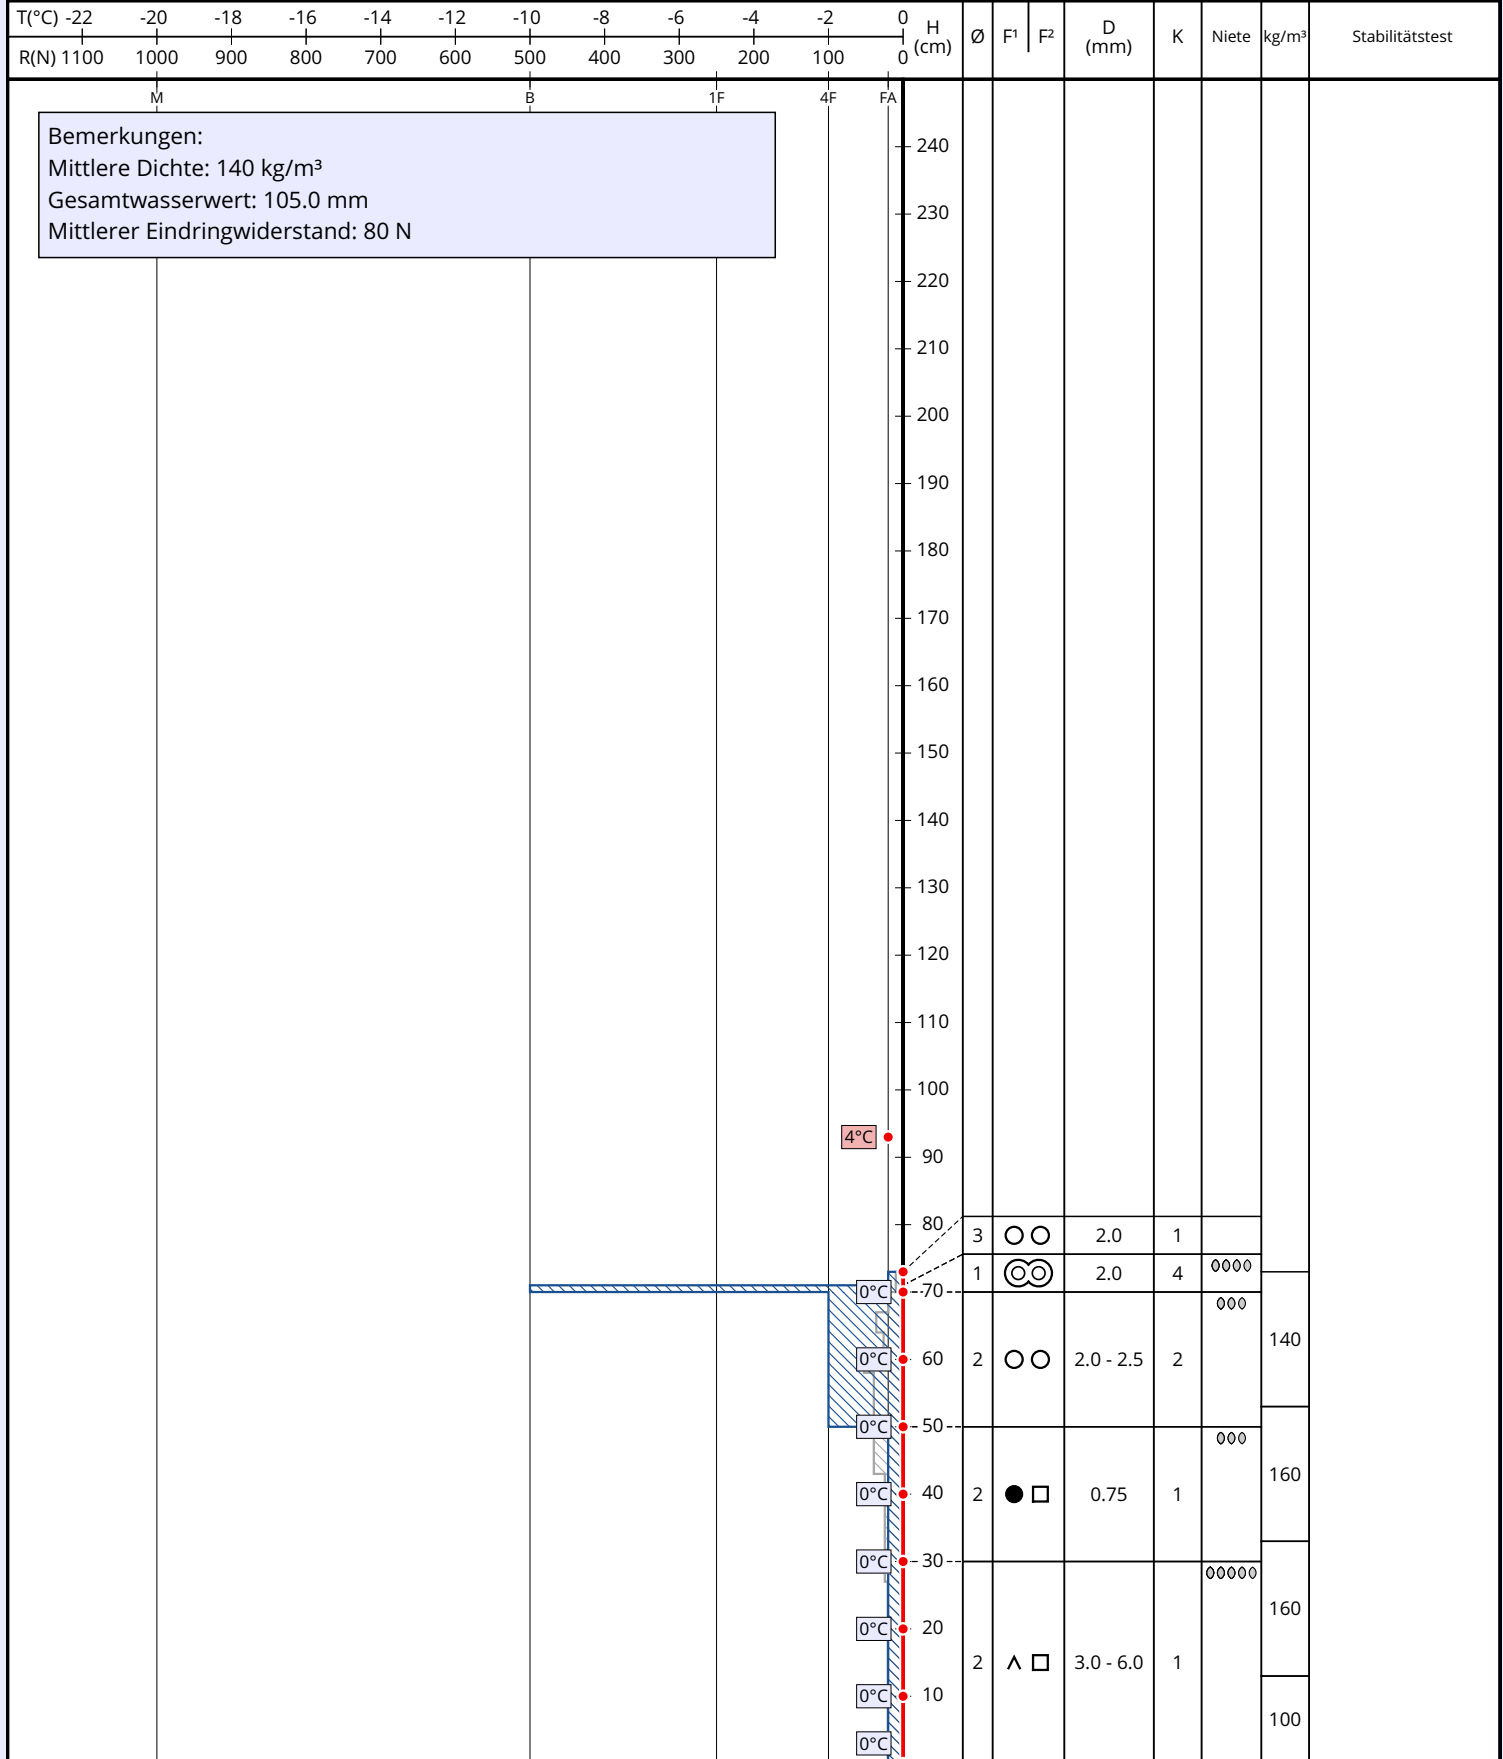 T(°C) -22 -20 -18 -16 -14 -12 -10 -8 -6 -4 -2 0
R(N) 1100 1000 900 800 700 600 500 400 300 200 100 0
H (cm) Ø F¹ F² D (mm) K Niete kg/m³ Stabilitätstest
M B 1F 4F FA
Bemerkungen:
Mittlere Dichte: 140 kg/m³
Gesamtwasserwert: 105.0 mm
Mittlerer Eindringwiderstand: 80 N
240
230
220
210
200
190
180
170
160
150
140
130
120
110
100
4°C
90
80
3 2.0 1
1 2.0 4
0°C 70
140
0°C 60 2 2.0 - 2.5 2
0°C 50
160
0°C 40 2 0.75 1
0°C 30
160
0°C 20
2 3.0 - 6.0 1
0°C 10
100
0°C